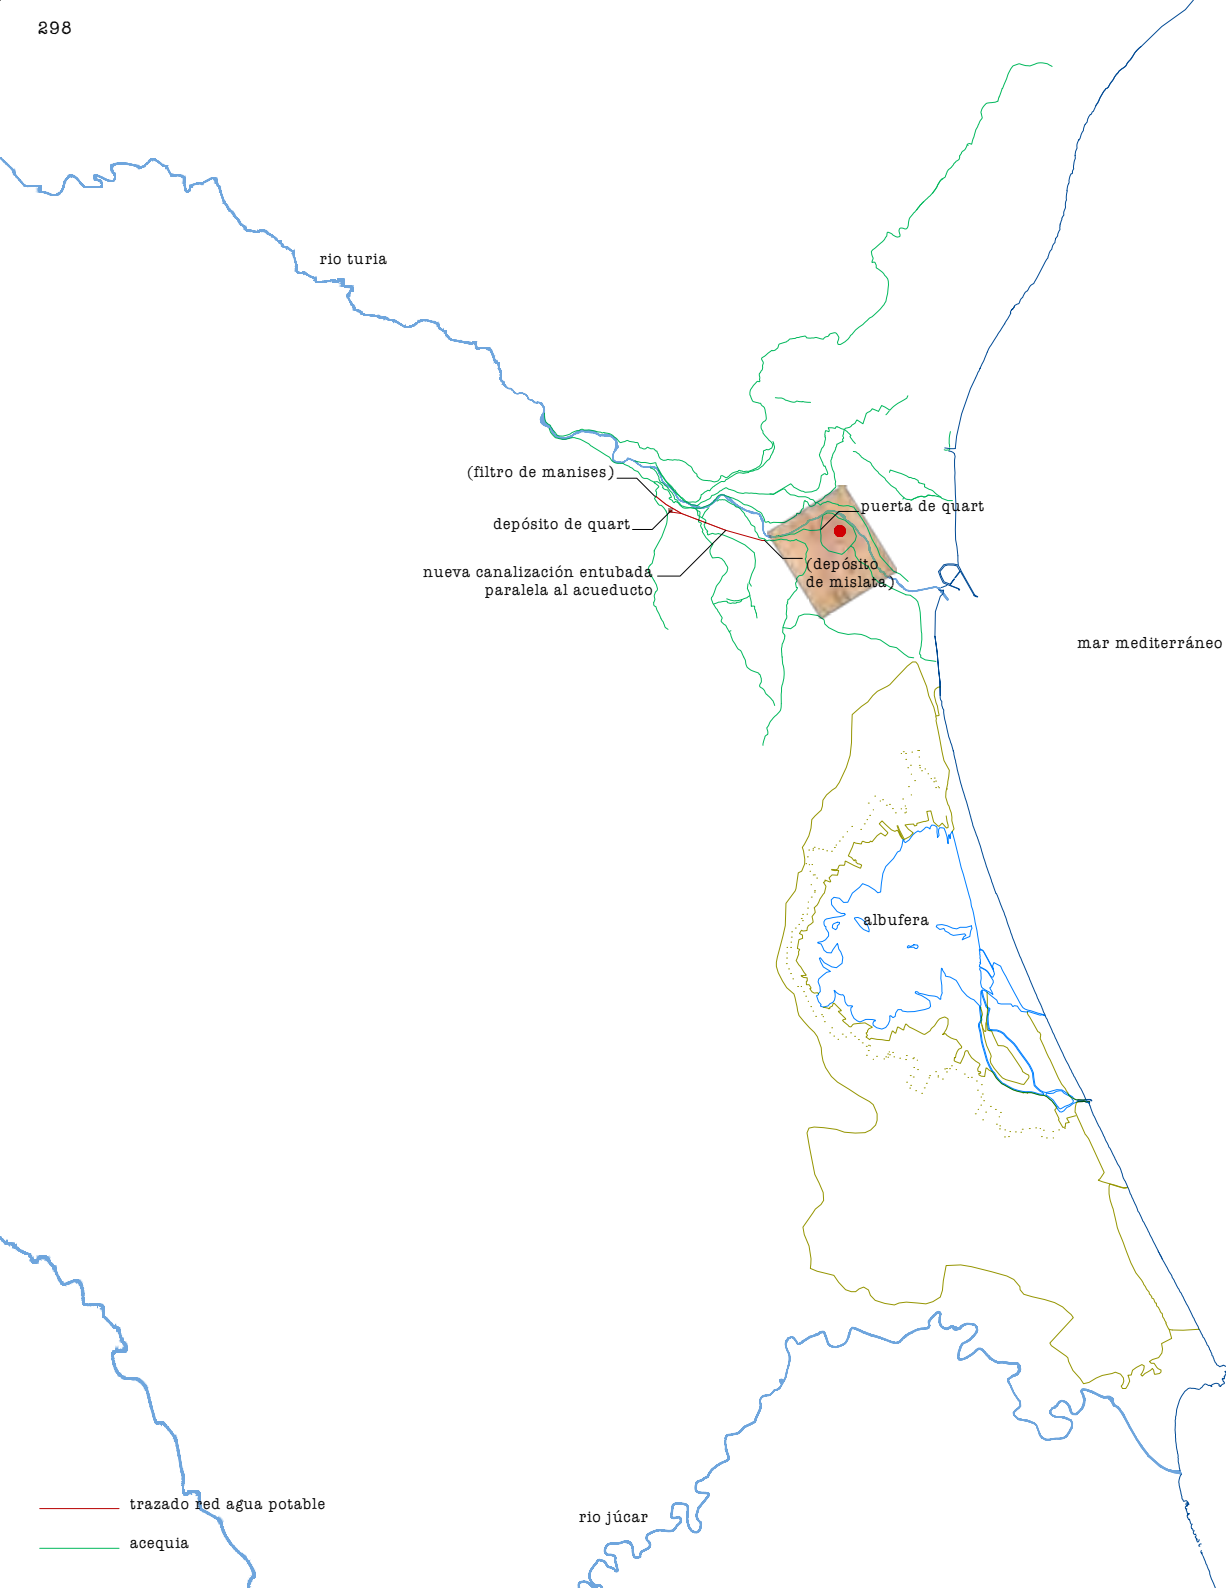 298
rio turia
(filtro de manises)
depósito de quart
puerta de quart
nueva canalización entubada
paralela al acueducto
(depósito
de mislata)
mar mediterráneo
albufera
trazado red agua potable
rio júcar
acequia